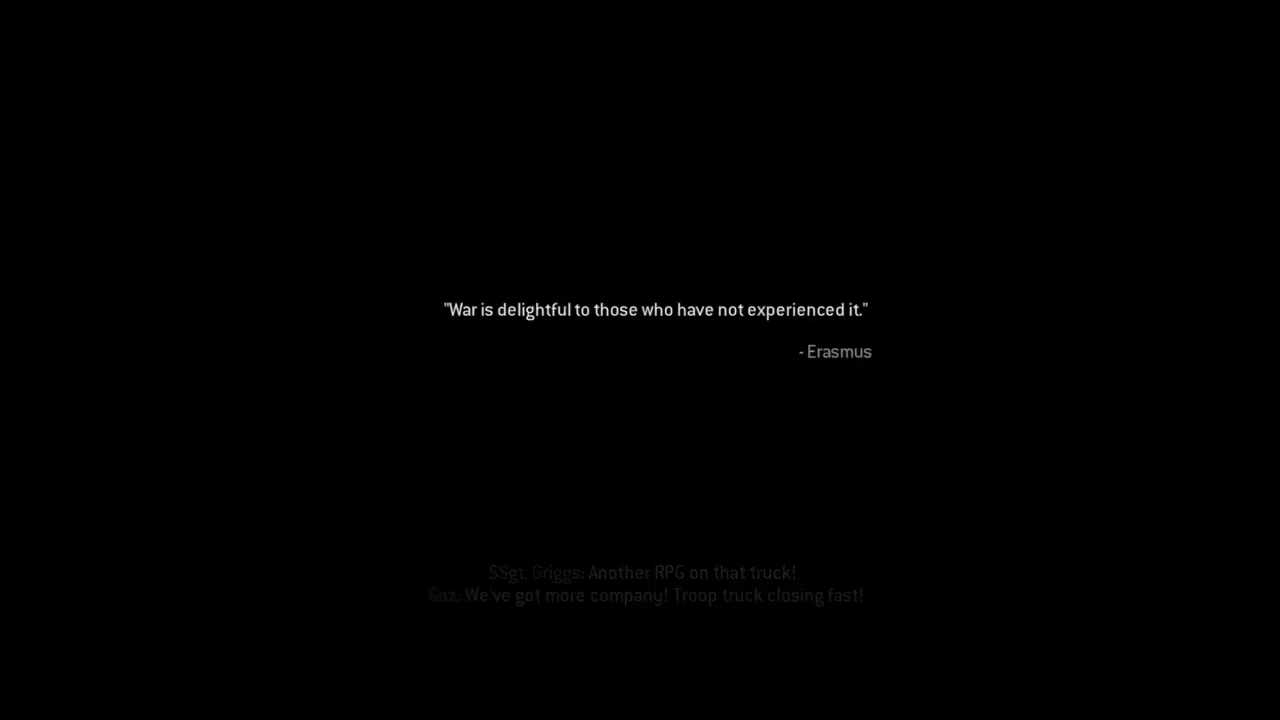 "War is delightful to those who have not experienced it."
- Erasmus
SSgt. Griggs: Another RPG on that truck!
Gaz: We've got more company! Troop truck closing fast!